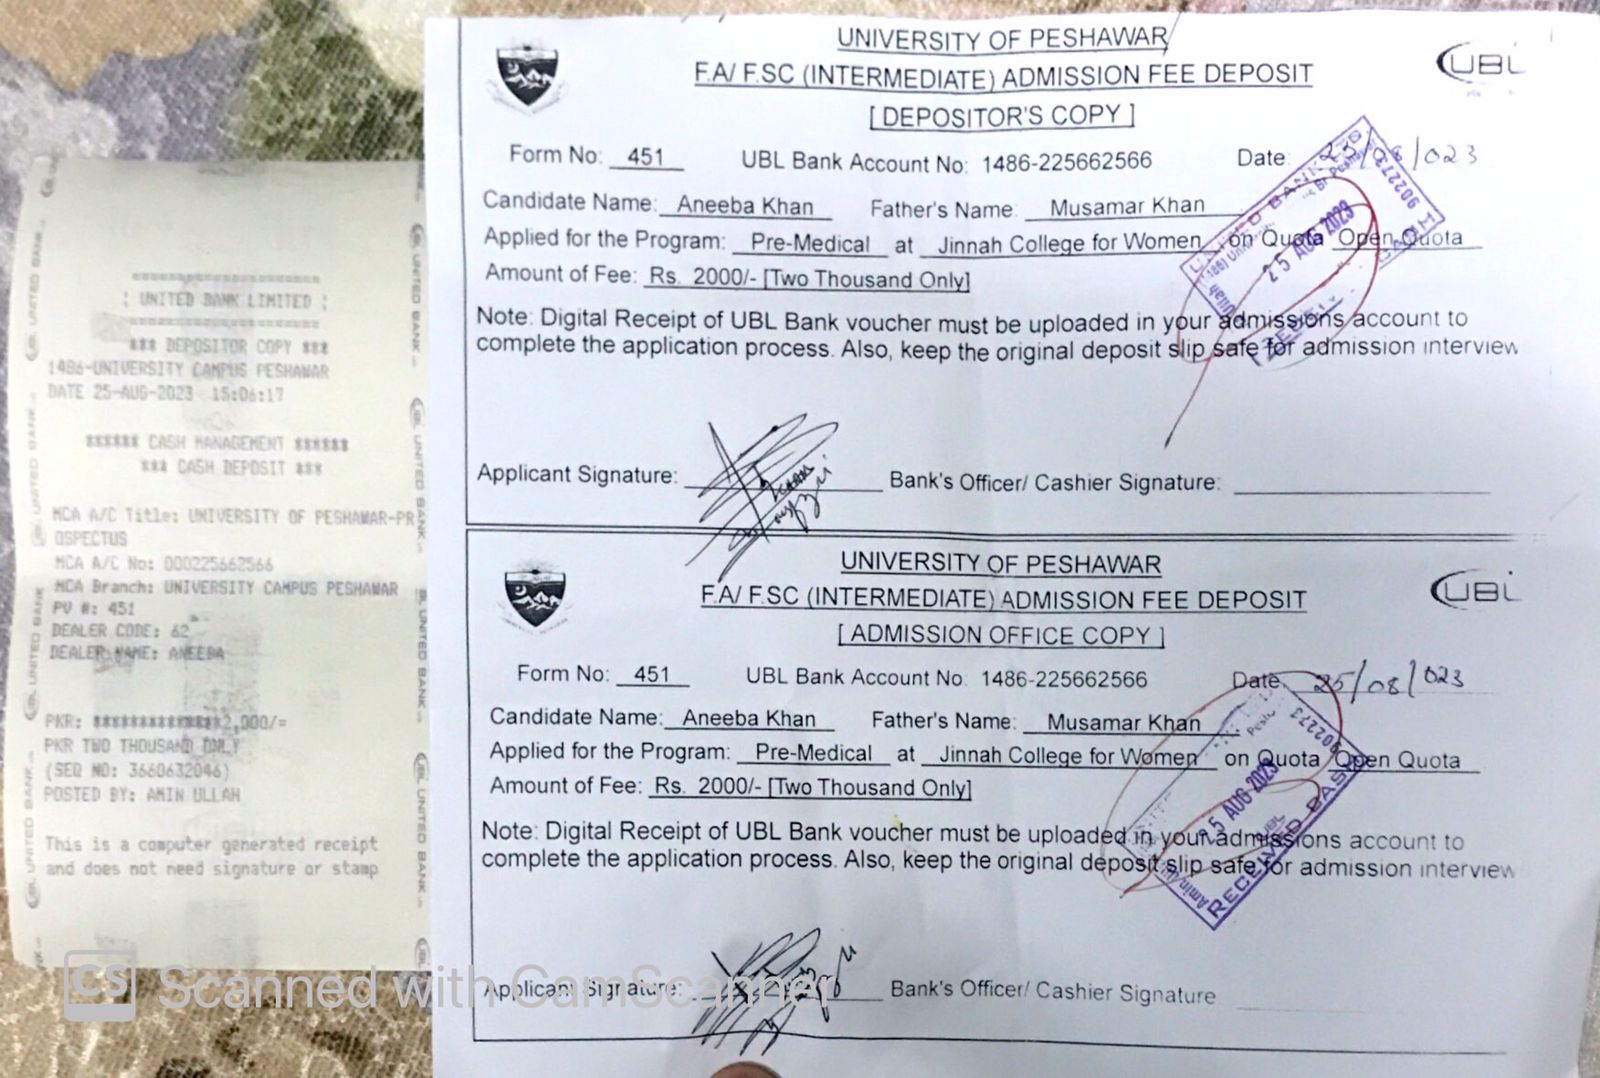 UNITED BANK LIMITED
*** DEPOSITOR COPY ***
1486-UNIVERSITY CAMPUS PESHAWAR
DATE 25-AUG-2023 15:06:17
****** CASH MANAGEMENT ******
*** CASH DEPOSIT ***
MCA A/C Title: UNIVERSITY OF PESHAWAR-PR
OSPECTUS
MCA A/C No: 000225662566
MCA Branch: UNIVERSITY CAMPUS PESHAWAR
PV #: 451
DEALER CODE: 62
DEALER NAME: ANEEBA
PKR: **************2,000/=
PKR TWO THOUSAND ONLY
(SEQ NO: 3660632046)
POSTED BY: AMIN ULLAH
This is a computer generated receipt
and does not need signature or stamp
UNIVERSITY OF PESHAWAR
UBL
F.A/ F.SC (INTERMEDIATE) ADMISSION FEE DEPOSIT
[ DEPOSITOR'S COPY ]
Form No: 451 UBL Bank Account No: 1486-225662566 Date: 25/08/023
Candidate Name: Aneeba Khan Father's Name: Musamar Khan
Applied for the Program: Pre-Medical at Jinnah College for Women on Quota Open Quota
Amount of Fee: Rs. 2000/- [Two Thousand Only]
25 AUG 2023
Note: Digital Receipt of UBL Bank voucher must be uploaded in your admissions account to
complete the application process. Also, keep the original deposit slip safe for admission interview
Applicant Signature: Bank's Officer/ Cashier Signature:
UNIVERSITY OF PESHAWAR
UBL
F.A/ F.SC (INTERMEDIATE) ADMISSION FEE DEPOSIT
[ ADMISSION OFFICE COPY ]
Form No: 451 UBL Bank Account No: 1486-225662566 Date: 25/08/023
Candidate Name: Aneeba Khan Father's Name: Musamar Khan
Applied for the Program: Pre-Medical at Jinnah College for Women on Quota Open Quota
Amount of Fee: Rs. 2000/- [Two Thousand Only]
25 AUG 2023
RECEIVED CASH
Note: Digital Receipt of UBL Bank voucher must be uploaded in your admissions account to
complete the application process. Also, keep the original deposit slip safe for admission interview
Applicant Signature: Bank's Officer/ Cashier Signature
CS Scanned with CamScanner